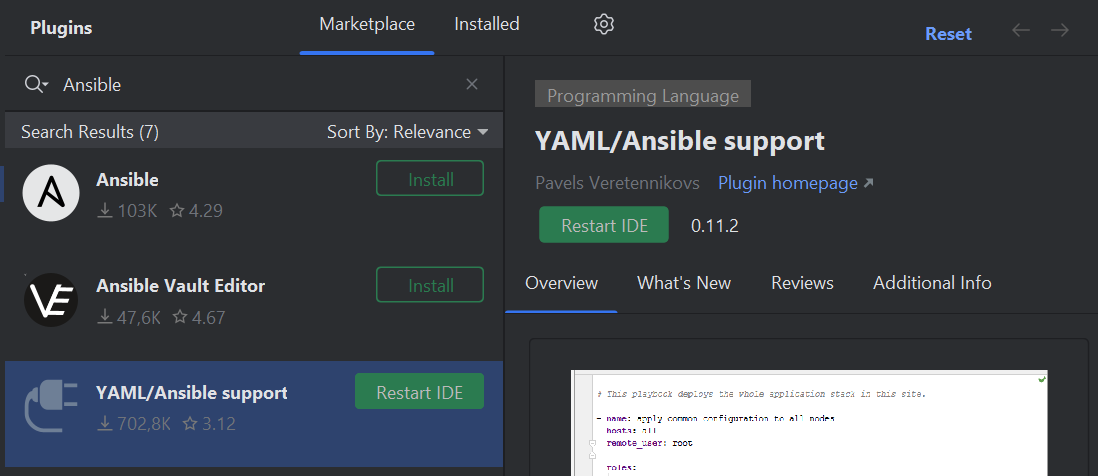 Plugins
Marketplace
Installed
Reset
Ansible
Search Results (7)
Sort By: Relevance
Ansible
Install
103K
4.29
Ansible Vault Editor
Install
47,6K
4.67
YAML/Ansible support
Restart IDE
702,8K
3.12
Programming Language
YAML/Ansible support
Pavels Veretennikovs
Plugin homepage
Restart IDE
0.11.2
Overview
What's New
Reviews
Additional Info
# This playbook deploys the whole application stack in this site.
- name: apply common configuration to all nodes
hosts: all
remote_user: root
roles: